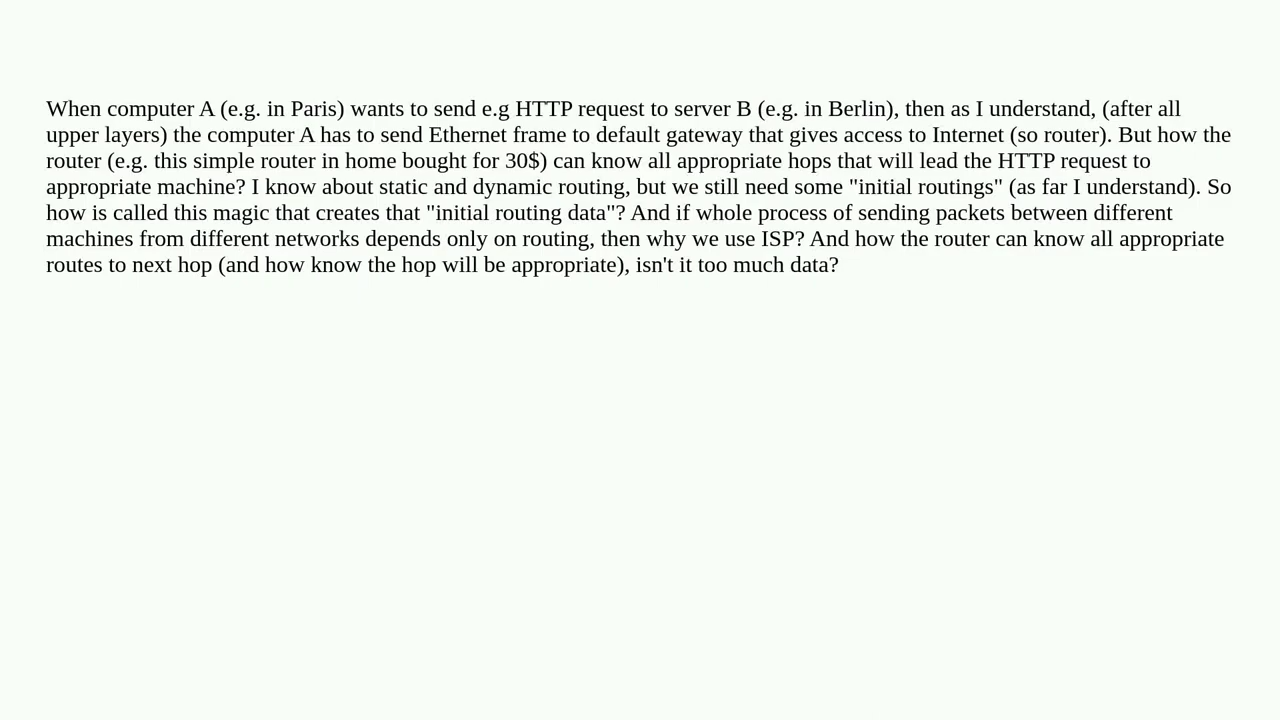 When computer A (e.g. in Paris) wants to send e.g HTTP request to server B (e.g. in Berlin), then as I understand, (after all
upper layers) the computer A has to send Ethernet frame to default gateway that gives access to Internet (so router). But how the
router (e.g. this simple router in home bought for 30$) can know all appropriate hops that will lead the HTTP request to
appropriate machine? I know about static and dynamic routing, but we still need some "initial routings" (as far I understand). So
how is called this magic that creates that "initial routing data"? And if whole process of sending packets between different
machines from different networks depends only on routing, then why we use ISP? And how the router can know all appropriate
routes to next hop (and how know the hop will be appropriate), isn't it too much data?